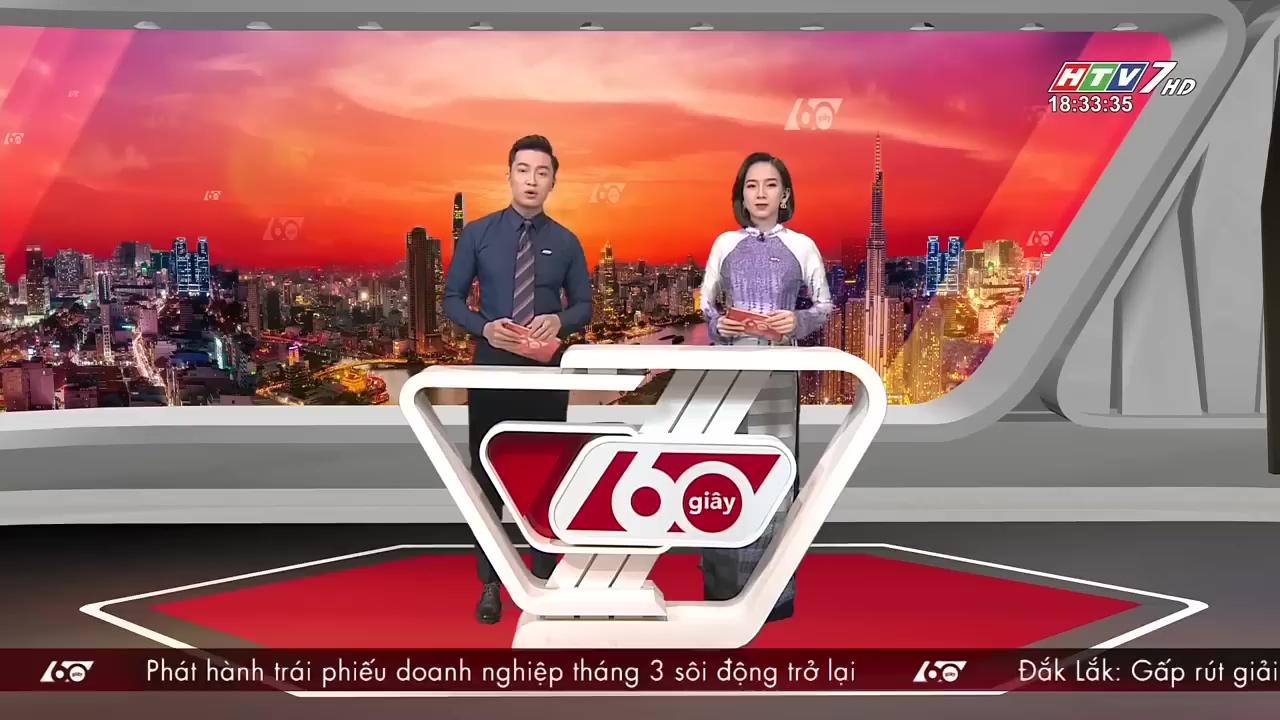 HTV7 HD
18:33:35
60 giây
Phát hành trái phiếu doanh nghiệp tháng 3 sôi động trở lại
Đắk Lắk: Gấp rút giải